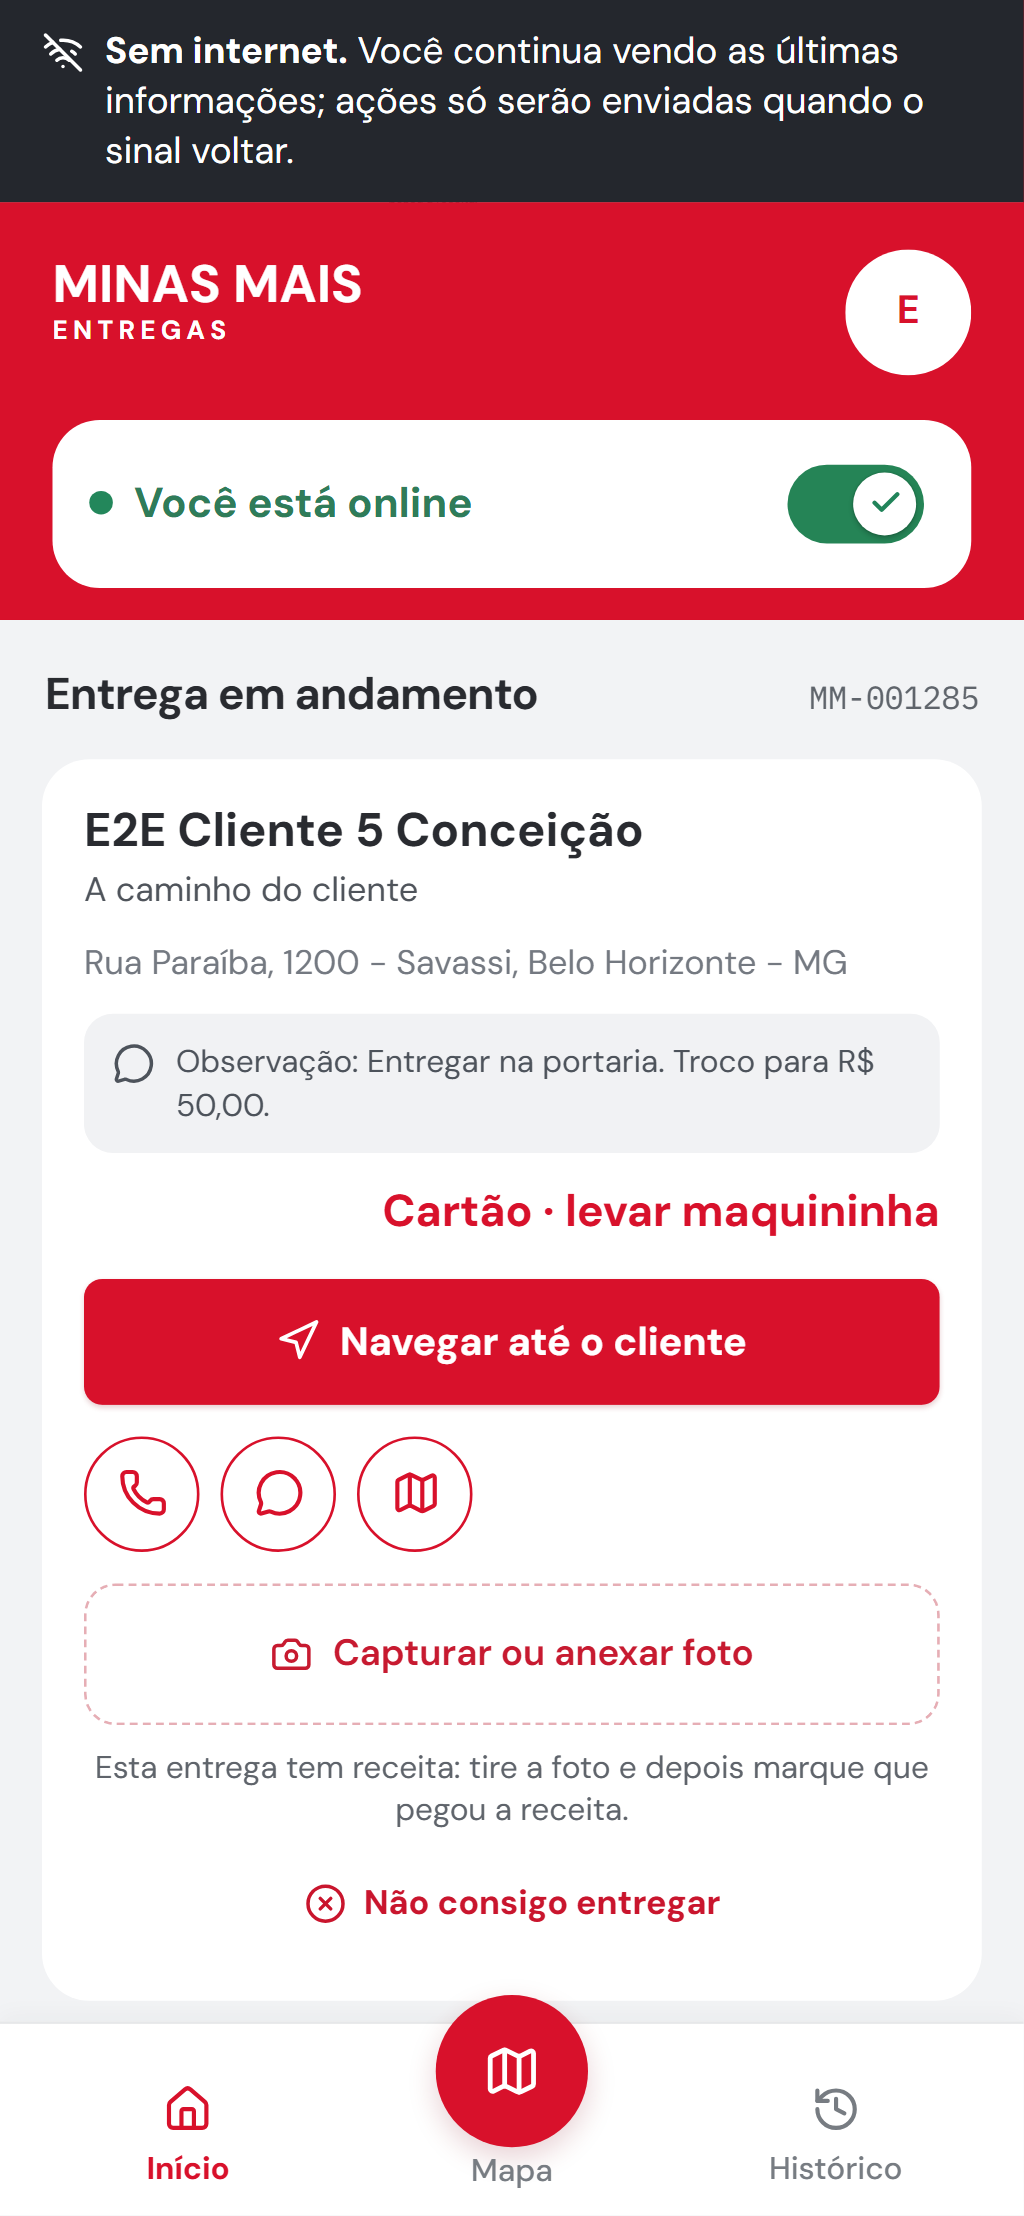 Sem internet. Você continua vendo as últimas
informações; ações só serão enviadas quando o
sinal voltar.
MINAS MAIS
ENTREGAS
E
Você está online
Entrega em andamento
MM-001285
E2E Cliente 5 Conceição
A caminho do cliente
Rua Paraíba, 1200 - Savassi, Belo Horizonte - MG
Observação: Entregar na portaria. Troco para R$
50,00.
Cartão · levar maquininha
Navegar até o cliente
Capturar ou anexar foto
Esta entrega tem receita: tire a foto e depois marque que
pegou a receita.
Não consigo entregar
Início
Mapa
Histórico